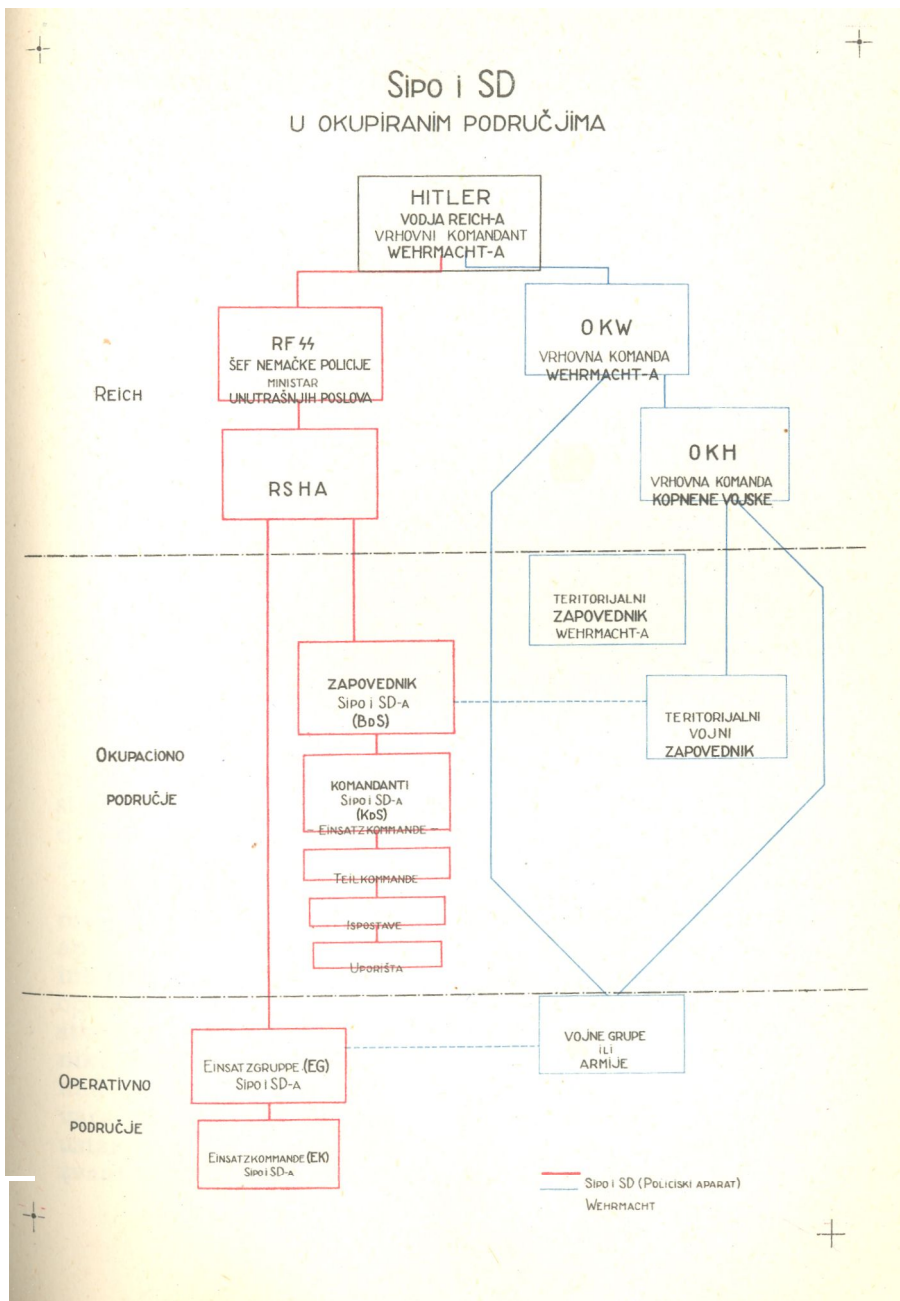 Sipo i SD
U OKUPIRANIM PODRUČJIMA
HITLER
VODJA REICH-A
VRHOVNI KOMANDANT
WEHRMACHT-A
RF SS
ŠEF NEMAČKE POLICIJE
MINISTAR
UNUTRAŠNJIH POSLOVA
OKW
VRHOVNA KOMANDA
WEHRMACHT-A
REICH
RSHA
OKH
VRHOVNA KOMANDA
KOPNENE VOJSKE
TERITORIJALNI
ZAPOVEDNIK
WEHRMACHT-A
ZAPOVEDNIK
SIPO i SD-A
(BdS)
TERITORIJALNI
VOJNI
ZAPOVEDNIK
OKUPACIONO
PODRUČJE
KOMANDANTI
SIPO i SD-A
(KdS)
– EINSATZKOMMANDE –
TEILKOMMANDE
ISPOSTAVE
UPORIŠTA
OPERATIVNO
PODRUČJE
EINSATZGRUPPE (EG)
SIPO i SD-A
VOJNE GRUPE
ILI
ARMIJE
EINSATZKOMMANDE (EK)
SIPO i SD-A
SIPO i SD (POLICISKI APARAT)
WEHRMACHT